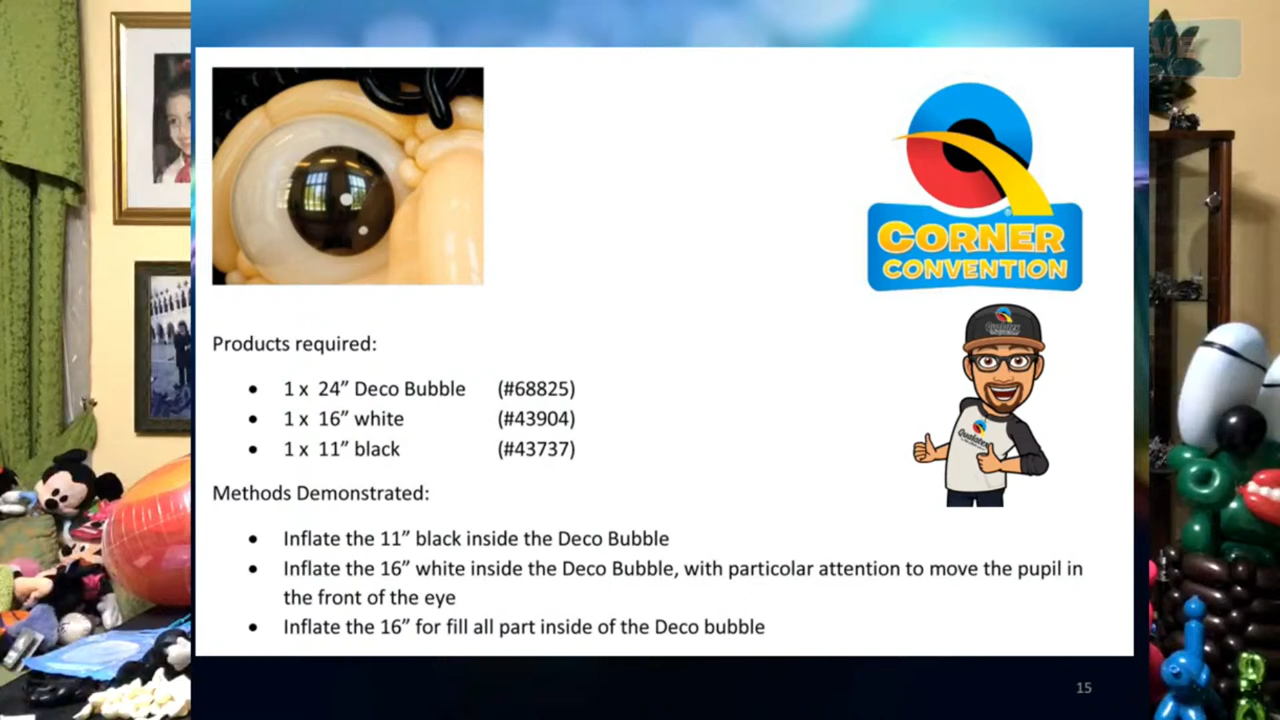 CORNER
CONVENTION
Qualatex
Products required:
• 1 x 24” Deco Bubble (#68825)
• 1 x 16” white (#43904)
• 1 x 11” black (#43737)
Methods Demonstrated:
• Inflate the 11” black inside the Deco Bubble
• Inflate the 16” white inside the Deco Bubble, with particolar attention to move the pupil in
the front of the eye
• Inflate the 16” for fill all part inside of the Deco bubble
15